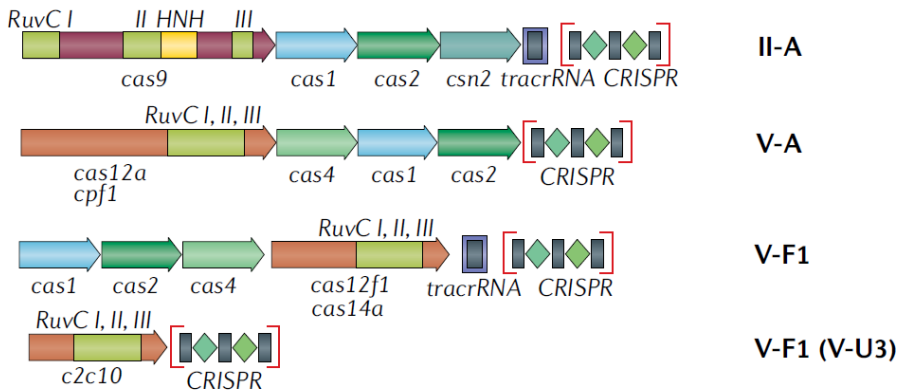 RuvC I II HNH III
cas9 cas1 cas2 csn2 tracrRNA CRISPR II-A
RuvC I, II, III
cas12a cas4 cas1 cas2 CRISPR V-A
cpf1
RuvC I, II, III
cas1 cas2 cas4 cas12f1 tracrRNA CRISPR V-F1
cas14a
RuvC I, II, III
c2c10 CRISPR V-F1 (V-U3)